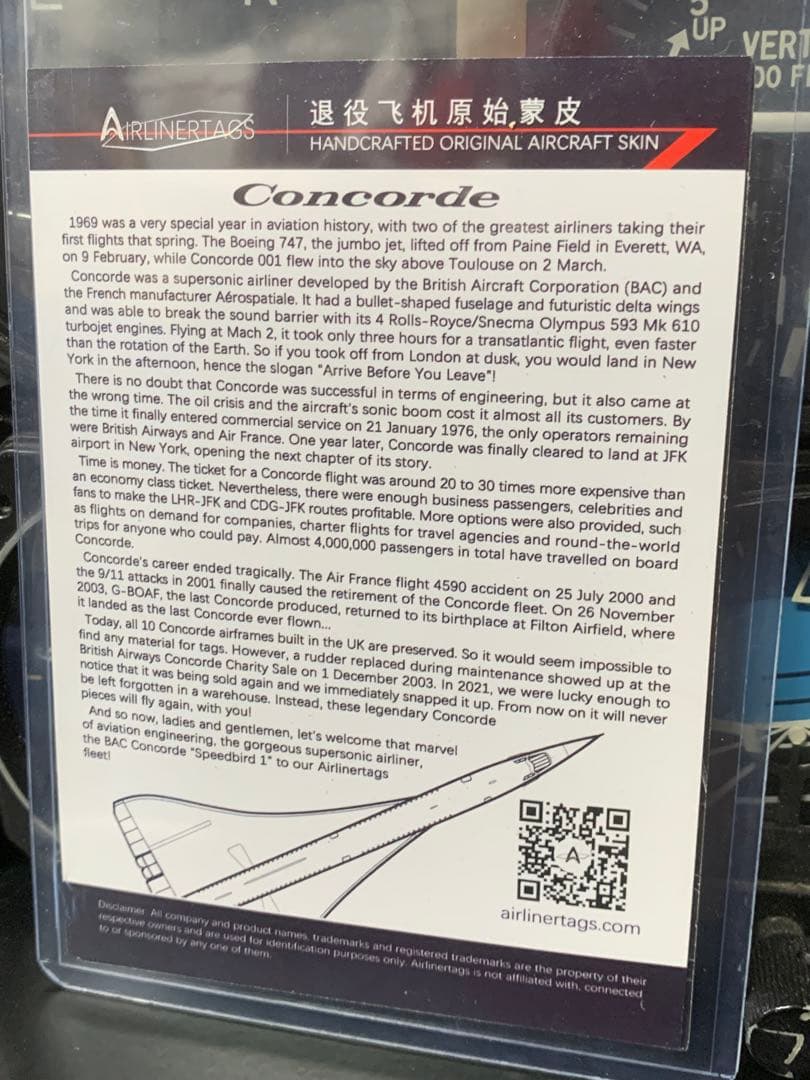 5
UP
VERT
00 F
AIRLINERTAGS
退役飞机原始蒙皮
HANDCRAFTED ORIGINAL AIRCRAFT SKIN
Concorde
1969 was a very special year in aviation history, with two of the greatest airliners taking their
first flights that spring. The Boeing 747, the jumbo jet, lifted off from Paine Field in Everett, WA,
on 9 February, while Concorde 001 flew into the sky above Toulouse on 2 March.
Concorde was a supersonic airliner developed by the British Aircraft Corporation (BAC) and
the French manufacturer Aérospatiale. It had a bullet-shaped fuselage and futuristic delta wings
and was able to break the sound barrier with its 4 Rolls-Royce/Snecma Olympus 593 Mk 610
turbojet engines. Flying at Mach 2, it took only three hours for a transatlantic flight, even faster
than the rotation of the Earth. So if you took off from London at dusk, you would land in New
York in the afternoon, hence the slogan "Arrive Before You Leave"!
There is no doubt that Concorde was successful in terms of engineering, but it also came at
the wrong time. The oil crisis and the aircraft's sonic boom cost it almost all its customers. By
the time it finally entered commercial service on 21 January 1976, the only operators remaining
were British Airways and Air France. One year later, Concorde was finally cleared to land at JFK
airport in New York, opening the next chapter of its story.
Time is money. The ticket for a Concorde flight was around 20 to 30 times more expensive than
an economy class ticket. Nevertheless, there were enough business passengers, celebrities and
fans to make the LHR-JFK and CDG-JFK routes profitable. More options were also provided, such
as flights on demand for companies, charter flights for travel agencies and round-the-world
trips for anyone who could pay. Almost 4,000,000 passengers in total have travelled on board
Concorde.
Concorde's career ended tragically. The Air France flight 4590 accident on 25 July 2000 and
the 9/11 attacks in 2001 finally caused the retirement of the Concorde fleet. On 26 November
2003, G-BOAF, the last Concorde produced, returned to its birthplace at Filton Airfield, where
it landed as the last Concorde ever flown...
Today, all 10 Concorde airframes built in the UK are preserved. So it would seem impossible to
find any material for tags. However, a rudder replaced during maintenance showed up at the
British Airways Concorde Charity Sale on 1 December 2003. In 2021, we were lucky enough to
notice that it was being sold again and we immediately snapped it up. From now on it will never
be left forgotten in a warehouse. Instead, these legendary Concorde
pieces will fly again, with you!
And so now, ladies and gentlemen, let's welcome that marvel
of aviation engineering, the gorgeous supersonic airliner,
the BAC Concorde "Speedbird 1" to our Airlinertags
fleet!
A
airlinertags.com
Disclaimer: All company and product names, trademarks and registered trademarks are the property of their
respective owners and are used for identification purposes only. Airlinertags is not affiliated with, connected
to or sponsored by any one of them.